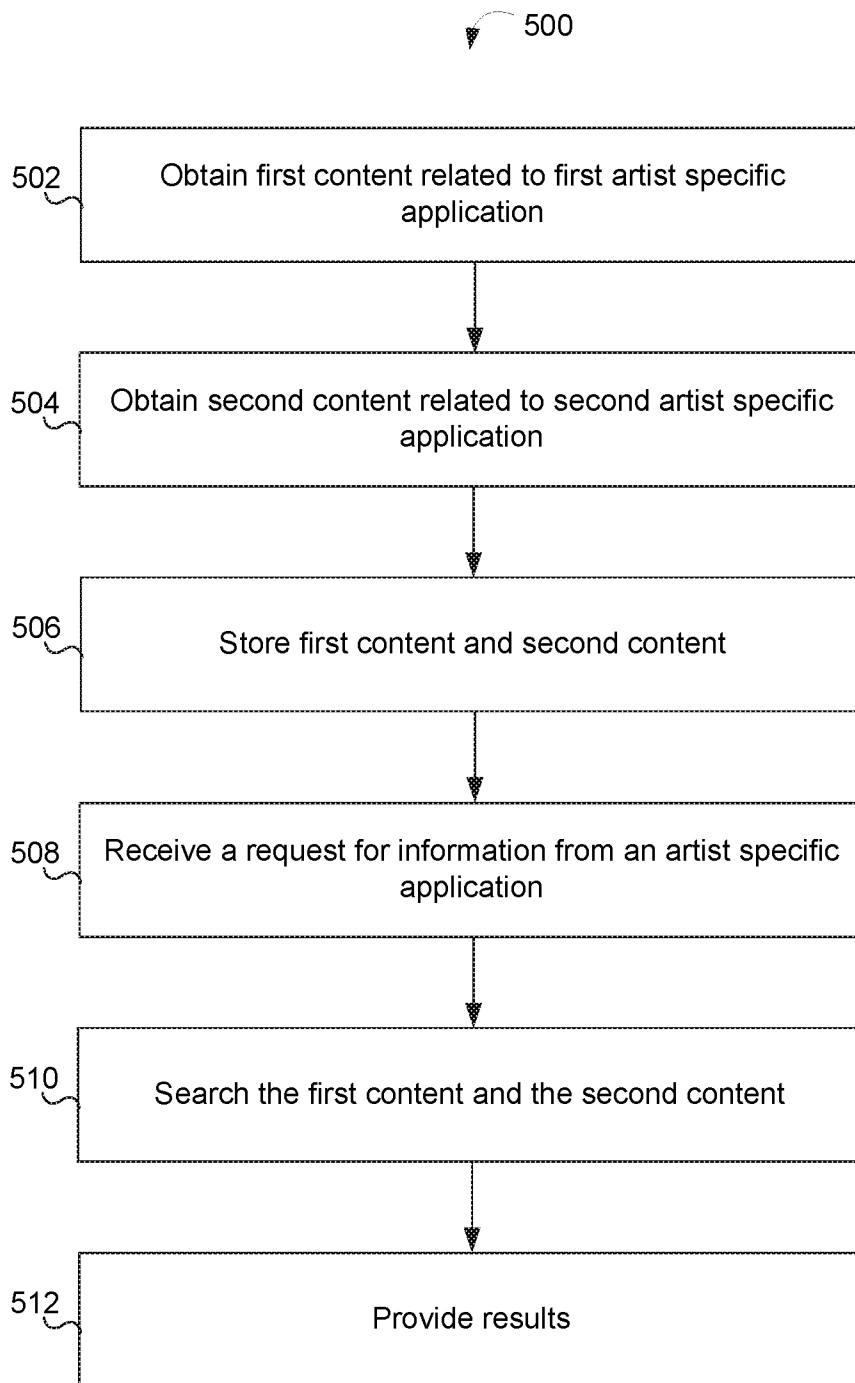 500
502
Obtain first content related to first artist specific
application
504
Obtain second content related to second artist specific
application
506
Store first content and second content
508
Receive a request for information from an artist specific
application
510
Search the first content and the second content
512
Provide results